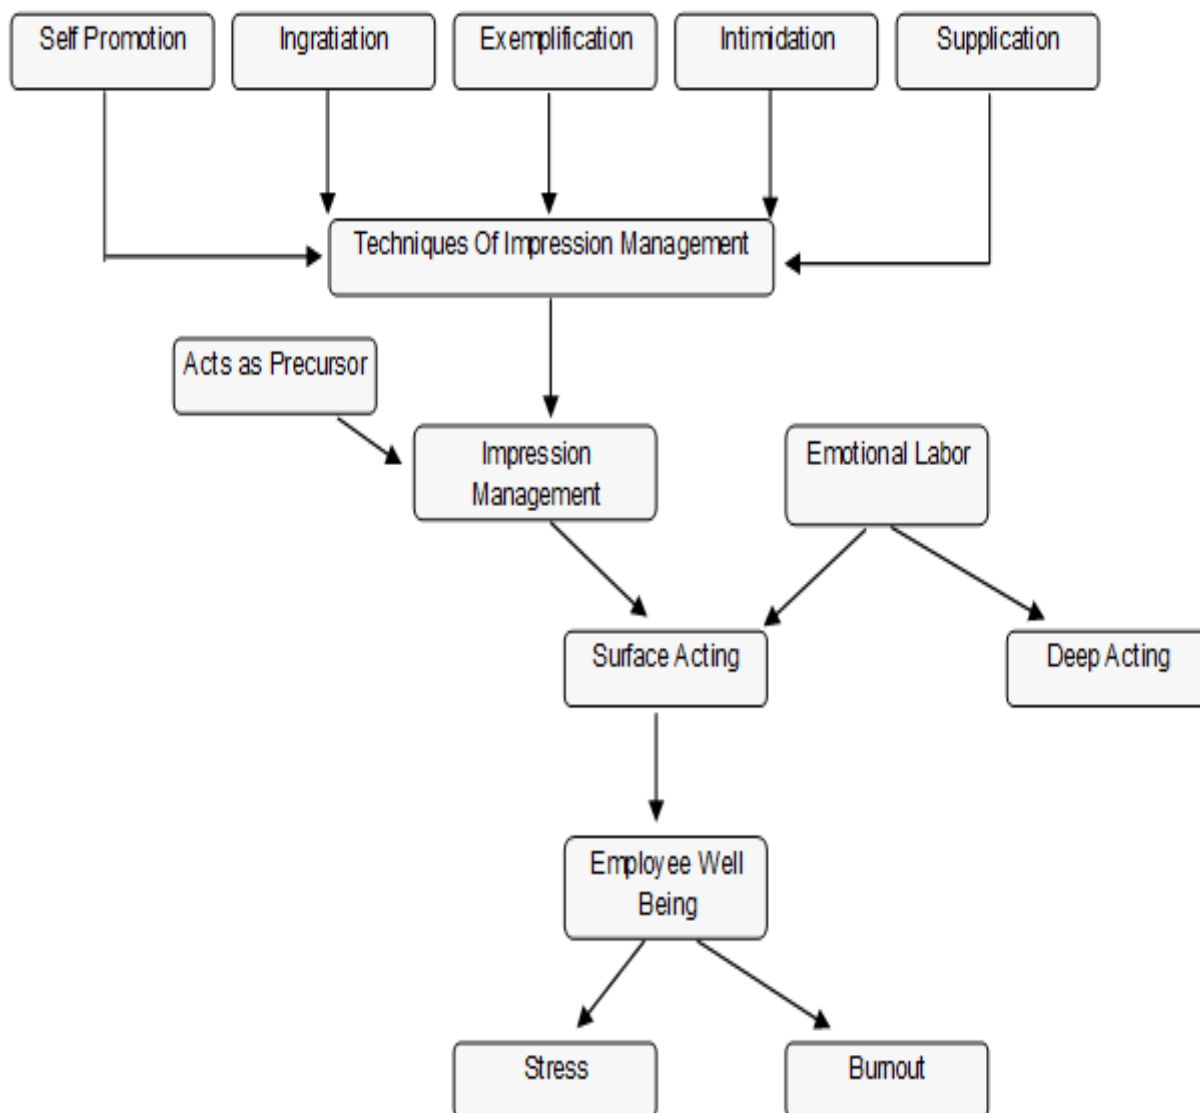 Self Promotion
Ingratiation
Exemplification
Intimidation
Supplication
Techniques Of Impression Management
Acts as Precursor
Impression
Management
Emotional Labor
Surface Acting
Deep Acting
Employee Well
Being
Stress
Burnout